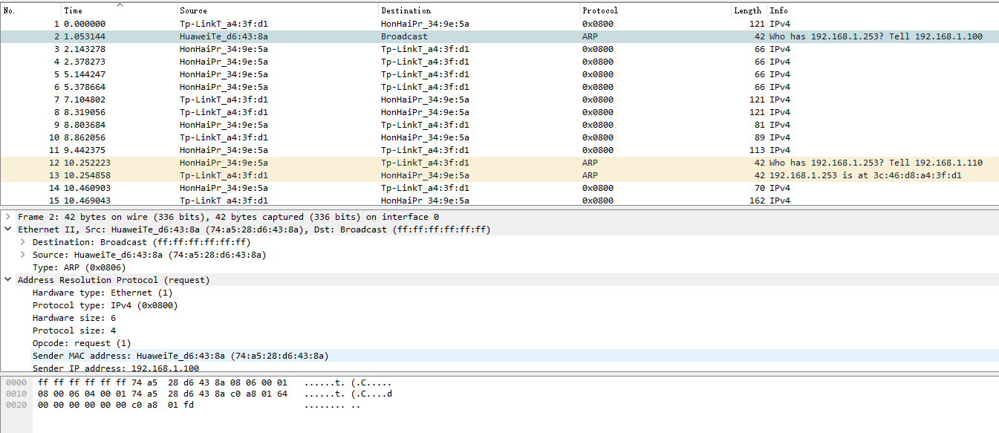 No. Time Source Destination Protocol Length Info
1 0.000000 Tp-LinkT_a4:3f:d1 HonHaiPr_34:9e:5a 0x0800 121 IPv4
2 1.053144 HuaweiTe_d6:43:8a Broadcast ARP 42 Who has 192.168.1.253? Tell 192.168.1.100
3 2.143278 HonHaiPr_34:9e:5a Tp-LinkT_a4:3f:d1 0x0800 66 IPv4
4 2.378273 HonHaiPr_34:9e:5a Tp-LinkT_a4:3f:d1 0x0800 66 IPv4
5 5.144247 HonHaiPr_34:9e:5a Tp-LinkT_a4:3f:d1 0x0800 66 IPv4
6 5.378664 HonHaiPr_34:9e:5a Tp-LinkT_a4:3f:d1 0x0800 66 IPv4
7 7.104802 Tp-LinkT_a4:3f:d1 HonHaiPr_34:9e:5a 0x0800 121 IPv4
8 8.319056 Tp-LinkT_a4:3f:d1 HonHaiPr_34:9e:5a 0x0800 121 IPv4
9 8.803684 HonHaiPr_34:9e:5a Tp-LinkT_a4:3f:d1 0x0800 81 IPv4
10 8.862056 Tp-LinkT_a4:3f:d1 HonHaiPr_34:9e:5a 0x0800 89 IPv4
11 9.442375 HonHaiPr_34:9e:5a Tp-LinkT_a4:3f:d1 0x0800 113 IPv4
12 10.252223 HonHaiPr_34:9e:5a Tp-LinkT_a4:3f:d1 ARP 42 Who has 192.168.1.253? Tell 192.168.1.110
13 10.254858 Tp-LinkT_a4:3f:d1 HonHaiPr_34:9e:5a ARP 42 192.168.1.253 is at 3c:46:d8:a4:3f:d1
14 10.460903 HonHaiPr_34:9e:5a Tp-LinkT_a4:3f:d1 0x0800 70 IPv4
15 10.469043 Tp-LinkT_a4:3f:d1 HonHaiPr_34:9e:5a 0x0800 162 IPv4
Frame 2: 42 bytes on wire (336 bits), 42 bytes captured (336 bits) on interface 0
Ethernet II, Src: HuaweiTe_d6:43:8a (74:a5:28:d6:43:8a), Dst: Broadcast (ff:ff:ff:ff:ff:ff)
Destination: Broadcast (ff:ff:ff:ff:ff:ff)
Source: HuaweiTe_d6:43:8a (74:a5:28:d6:43:8a)
Type: ARP (0x0806)
Address Resolution Protocol (request)
Hardware type: Ethernet (1)
Protocol type: IPv4 (0x0800)
Hardware size: 6
Protocol size: 4
Opcode: request (1)
Sender MAC address: HuaweiTe_d6:43:8a (74:a5:28:d6:43:8a)
Sender IP address: 192.168.1.100
0000 ff ff ff ff ff ff 74 a5 28 d6 43 8a 08 06 00 01 ......t. (.C.....
0010 08 00 06 04 00 01 74 a5 28 d6 43 8a c0 a8 01 64 ......t. (.C....d
0020 00 00 00 00 00 00 c0 a8 01 fd ........ ..